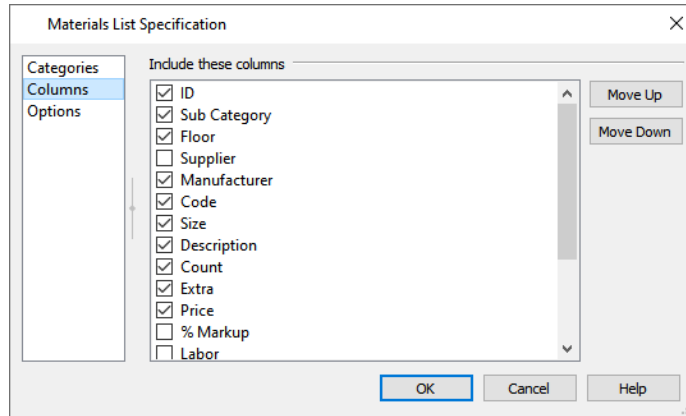 Materials List Specification
Categories
Columns
Options
Include these columns
ID
Sub Category
Floor
Supplier
Manufacturer
Code
Size
Description
Count
Extra
Price
% Markup
Labor
Move Up
Move Down
OK
Cancel
Help